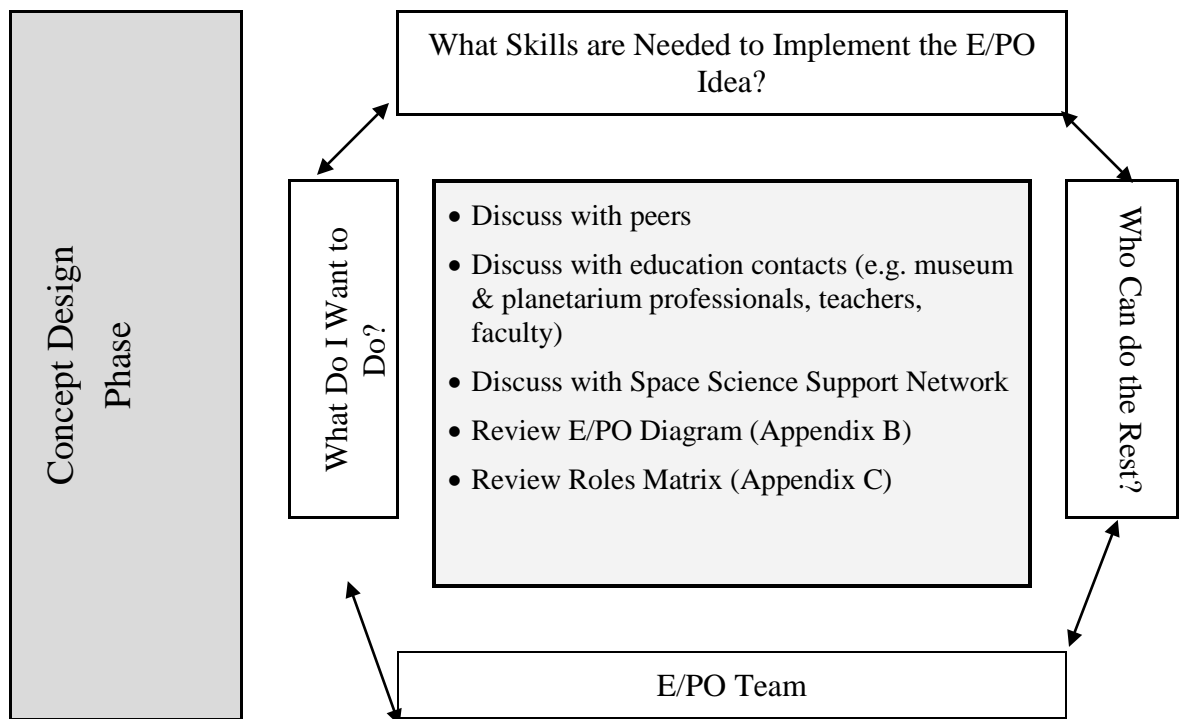 What Skills are Needed to Implement the E/PO
Idea?
Concept Design
Phase
What Do I Want to
Do?
• Discuss with peers
• Discuss with education contacts (e.g. museum
& planetarium professionals, teachers,
faculty)
• Discuss with Space Science Support Network
• Review E/PO Diagram (Appendix B)
• Review Roles Matrix (Appendix C)
Who Can do the Rest?
E/PO Team